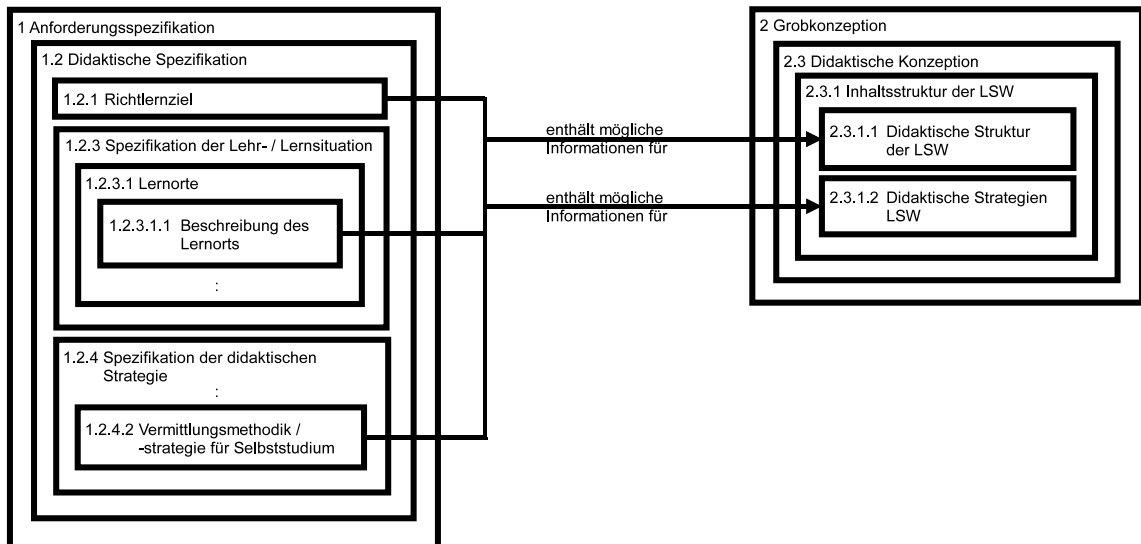 1 Anforderungsspezifikation
1.2 Didaktische Spezifikation
1.2.1 Richtlernziel
1.2.3 Spezifikation der Lehr- / Lernsituation
1.2.3.1 Lernorte
1.2.3.1.1 Beschreibung des
Lernorts
:
1.2.4 Spezifikation der didaktischen
Strategie
:
1.2.4.2 Vermittlungsmethodik /
-strategie für Selbststudium
enthält mögliche
Informationen für
enthält mögliche
Informationen für
2 Grobkonzeption
2.3 Didaktische Konzeption
2.3.1 Inhaltsstruktur der LSW
2.3.1.1 Didaktische Struktur
der LSW
2.3.1.2 Didaktische Strategien
LSW